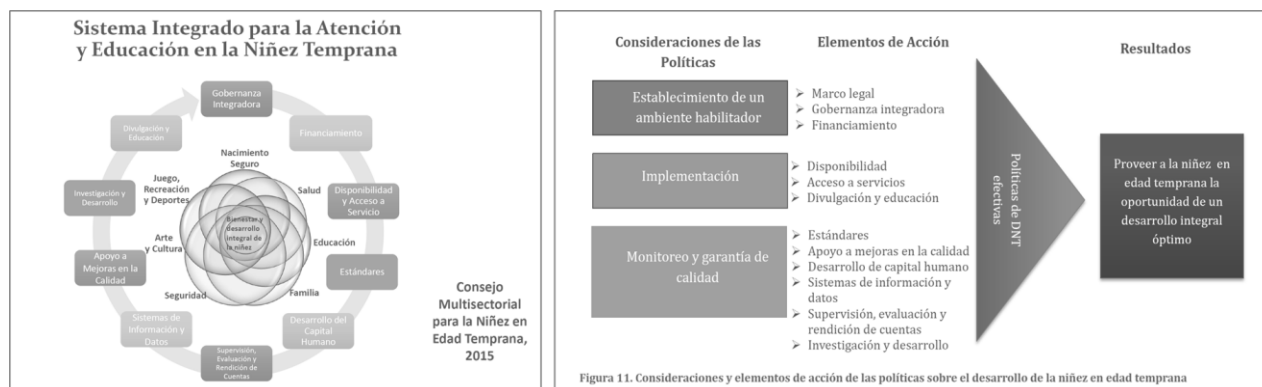 Sistema Integrado para la Atención
y Educación en la Niñez Temprana
Gobernanza
Integradora
Financiamiento
Disponibilidad y
Acceso a
Servicio
Estándares
Desarrollo del
Capital
Humano
Supervisión,
Evaluación y
Rendición de
Cuentas
Sistemas de
Información y
Datos
Apoyo a
Mejoras en la
Calidad
Investigación y
Desarrollo
Divulgación y
Educación
Nacimiento
Seguro
Salud
Educación
Familia
Seguridad
Arte
y Cultura
Juego,
Recreación
y Deportes
Bienestar y
desarrollo
integral de
la niñez
Consejo
Multisectorial
para la Niñez en
Edad Temprana,
2015
Consideraciones de las
Políticas
Elementos de Acción
Resultados
Establecimiento de un
ambiente habilitador
Marco legal
Gobernanza integradora
Financiamiento
Implementación
Disponibilidad
Acceso a servicios
Divulgación y educación
Monitoreo y garantía de
calidad
Estándares
Apoyo a mejoras en la calidad
Desarrollo de capital humano
Sistemas de información y
datos
Supervisión, evaluación y
rendición de cuentas
Investigación y desarrollo
Políticas de DNT
efectivas
Proveer a la niñez en
edad temprana la
oportunidad de un
desarrollo integral
óptimo
Figura 11. Consideraciones y elementos de acción de las políticas sobre el desarrollo de la niñez en edad temprana